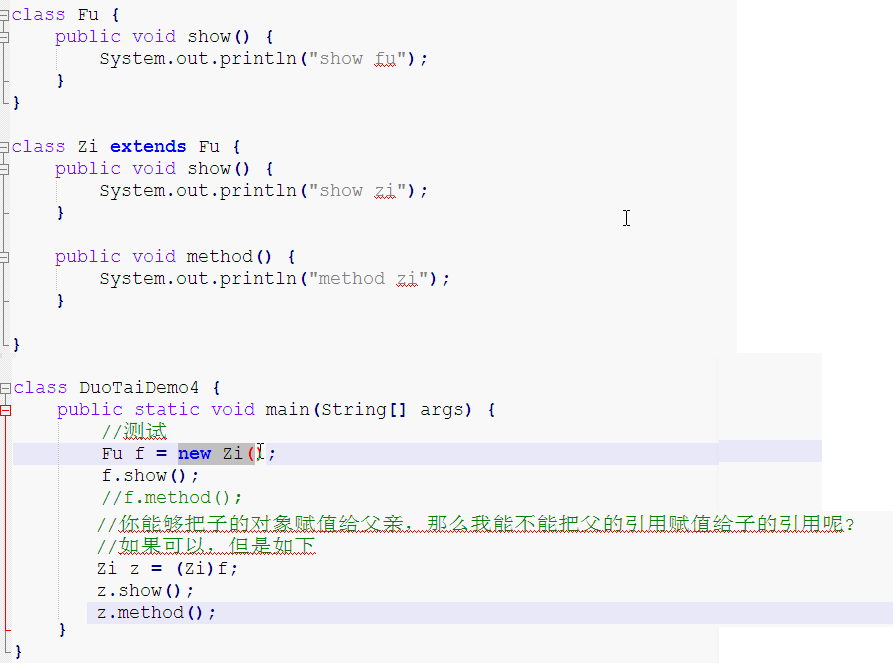 class Fu {
public void show() {
System.out.println("show fu");
}
}
class Zi extends Fu {
public void show() {
System.out.println("show zi");
}
public void method() {
System.out.println("method zi");
}
}
class DuoTaiDemo4 {
public static void main(String[] args) {
//测试
Fu f = new Zi();
f.show();
//f.method();
//你能够把子的对象赋值给父亲，那么我能不能把父的引用赋值给子的引用呢?
//如果可以，但是如下
Zi z = (Zi)f;
z.show();
z.method();
}
}